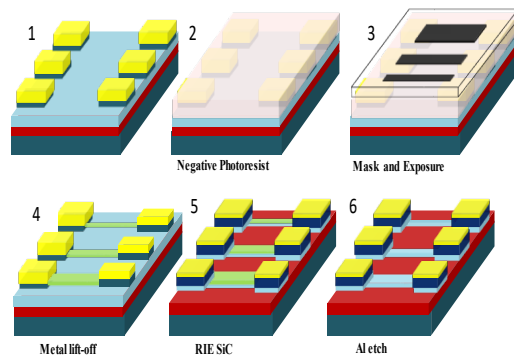 1
2
3
Negative Photoresist
Mask and Exposure
4
5
6
Metal lift-off
RIE SiC
Al etch